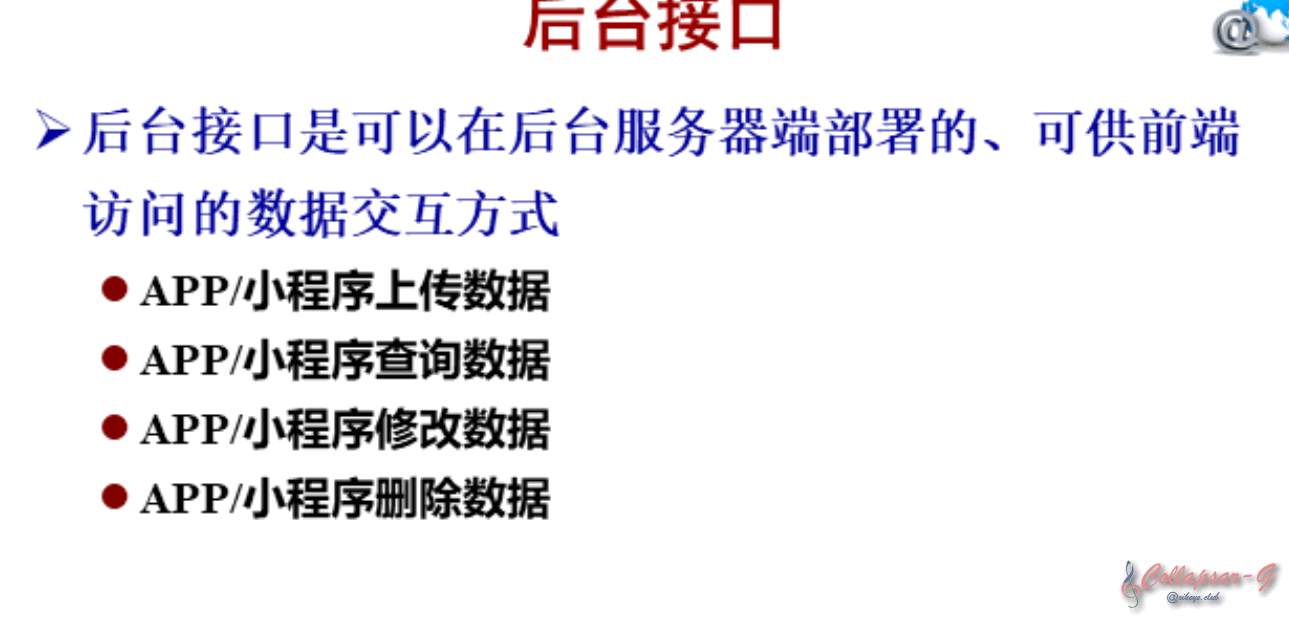 后台接口
后台接口是可以在后台服务器端部署的、可供前端
访问的数据交互方式
APP/小程序上传数据
APP/小程序查询数据
APP/小程序修改数据
APP/小程序删除数据
Collapsar-G